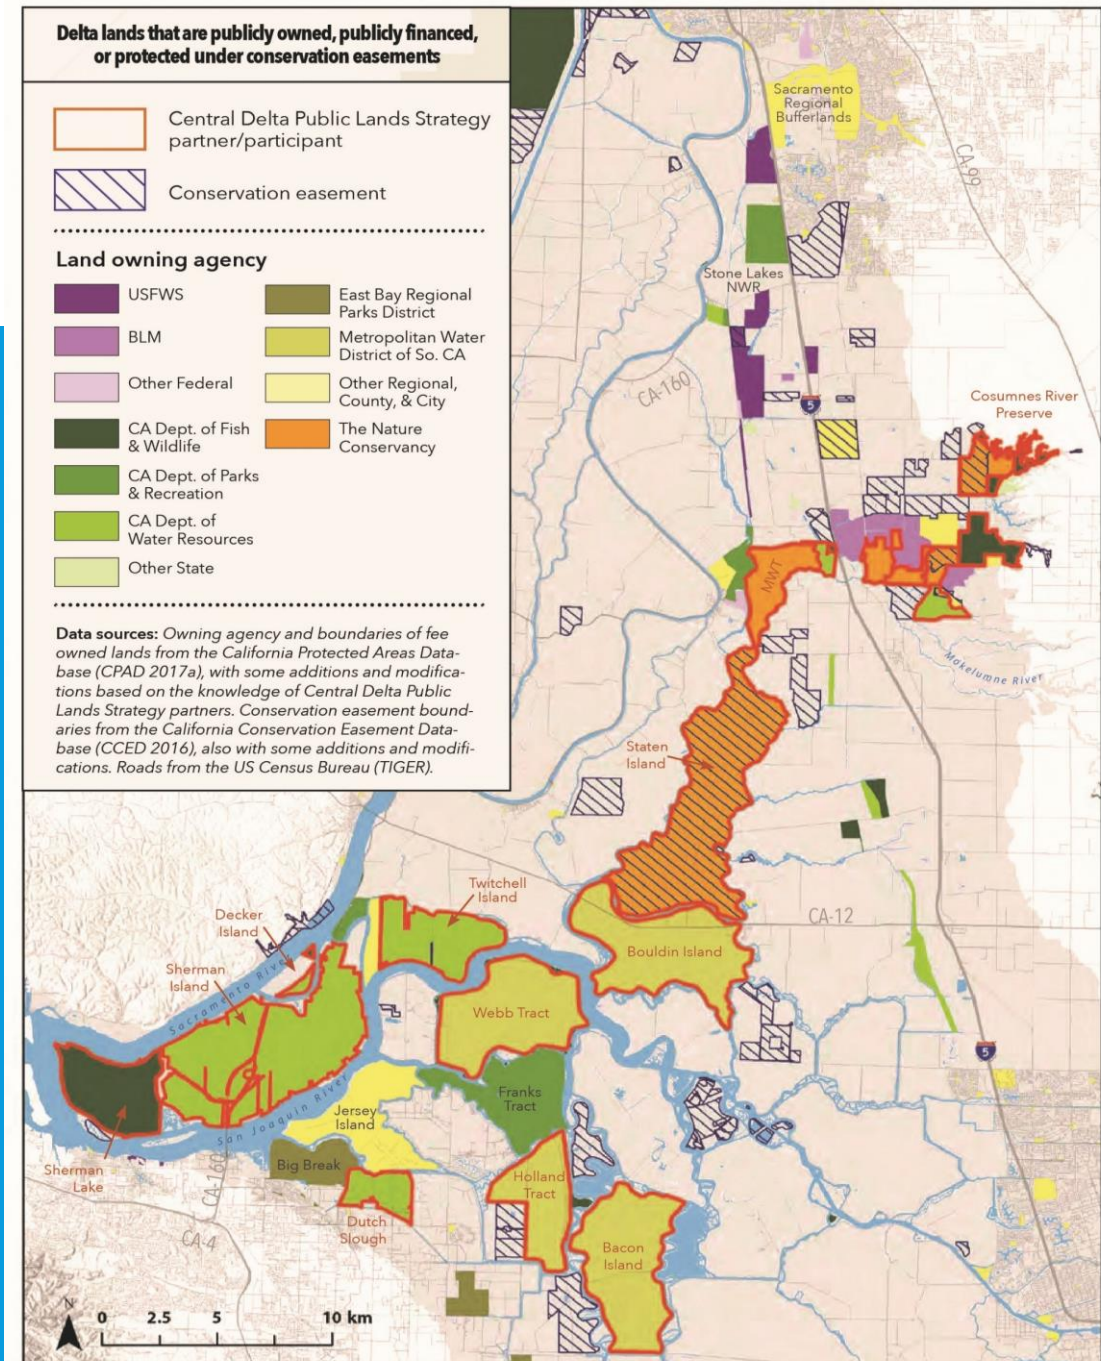 Delta lands that are publicly owned, publicly financed,
or protected under conservation easements
Central Delta Public Lands Strategy
partner/participant
Conservation easement
Land owning agency
USFWS
BLM
Other Federal
CA Dept. of Fish
& Wildlife
CA Dept. of Parks
& Recreation
CA Dept. of
Water Resources
Other State
East Bay Regional
Parks District
Metropolitan Water
District of So. CA
Other Regional,
County, & City
The Nature
Conservancy
Data sources: Owning agency and boundaries of fee
owned lands from the California Protected Areas Data-
base (CPAD 2017a), with some additions and modifica-
tions based on the knowledge of Central Delta Public
Lands Strategy partners. Conservation easement bound-
aries from the California Conservation Easement Data-
base (CCED 2016), also with some additions and modifi-
cations. Roads from the US Census Bureau (TIGER).
Sacramento
Regional
Bufferlands
CA-99
Stone Lakes
NWR
CA-160
5
Cosumnes River
Preserve
MWT
Mokelumne River
Staten
Island
CA-12
Twitchell
Island
Decker
Island
Sherman
Island
Sacramento River
Bouldin Island
Webb Tract
Franks
Tract
5
Jersey
Island
San Joaquin River
Big Break
Sherman
Lake
CA-160
Holland
Tract
Dutch
Slough
CA-4
Bacon
Island
N
0 2.5 5 10 km